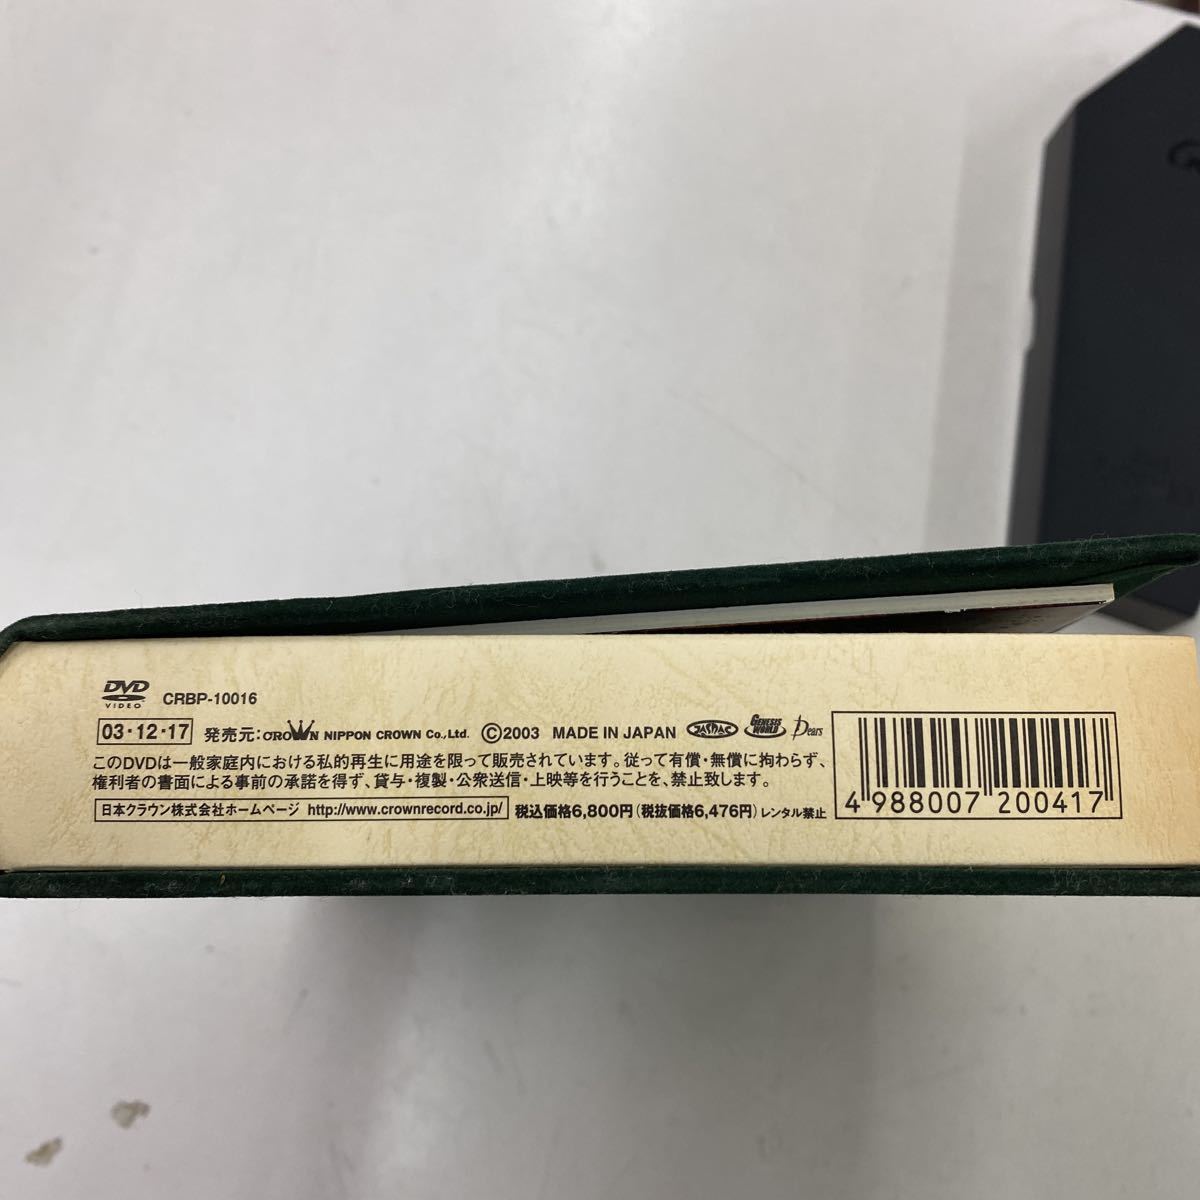 DVD
VIDEO
CRBP-10016
03・12・17 発売元: CROWN NIPPON CROWN Co.,Ltd. Ⓒ2003 MADE IN JAPAN JASRAC GENESIS WORLD Dears
このDVDは一般家庭内における私的再生に用途を限って販売されています。従って有償・無償に拘わらず、
権利者の書面による事前の承諾を得ず、貸与・複製・公衆送信・上映等を行うことを、禁止致します。
日本クラウン株式会社ホームページ http://www.crownrecord.co.jp/ 税込価格6,800円(税抜価格6,476円) レンタル禁止
4 988007 200417